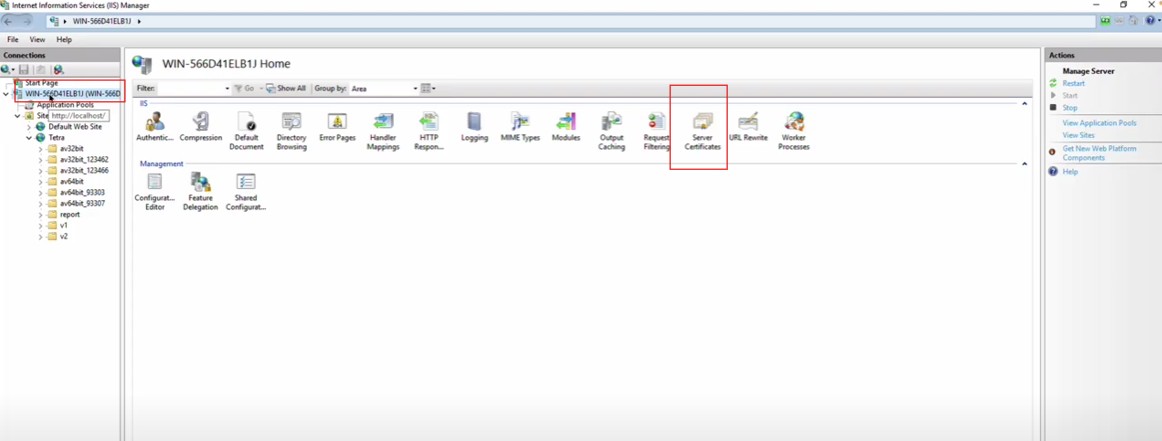 Internet Information Services (IIS) Manager
WIN-566D41ELB1J
File View Help
Connections
Start Page
WIN-566D41ELB1J (WIN-566D
Application Pools
Site
http://localhost/
Default Web Site
Tetra
av32bit
av32bit_123462
av32bit_123466
av64bit
av64bit_93303
av64bit_93307
report
v1
v2
WIN-566D41ELB1J Home
Filter: Go Show All Group by: Area
IIS
Authentic... Compression Default Document Directory Browsing Error Pages Handler Mappings HTTP Respon... Logging MIME Types Modules Output Caching Request Filtering Server Certificates URL Rewrite Worker Processes
Management
Configurat... Editor Feature Delegation Shared Configurat...
Actions
Manage Server
Restart
Start
Stop
View Application Pools
View Sites
Get New Web Platform
Components
Help